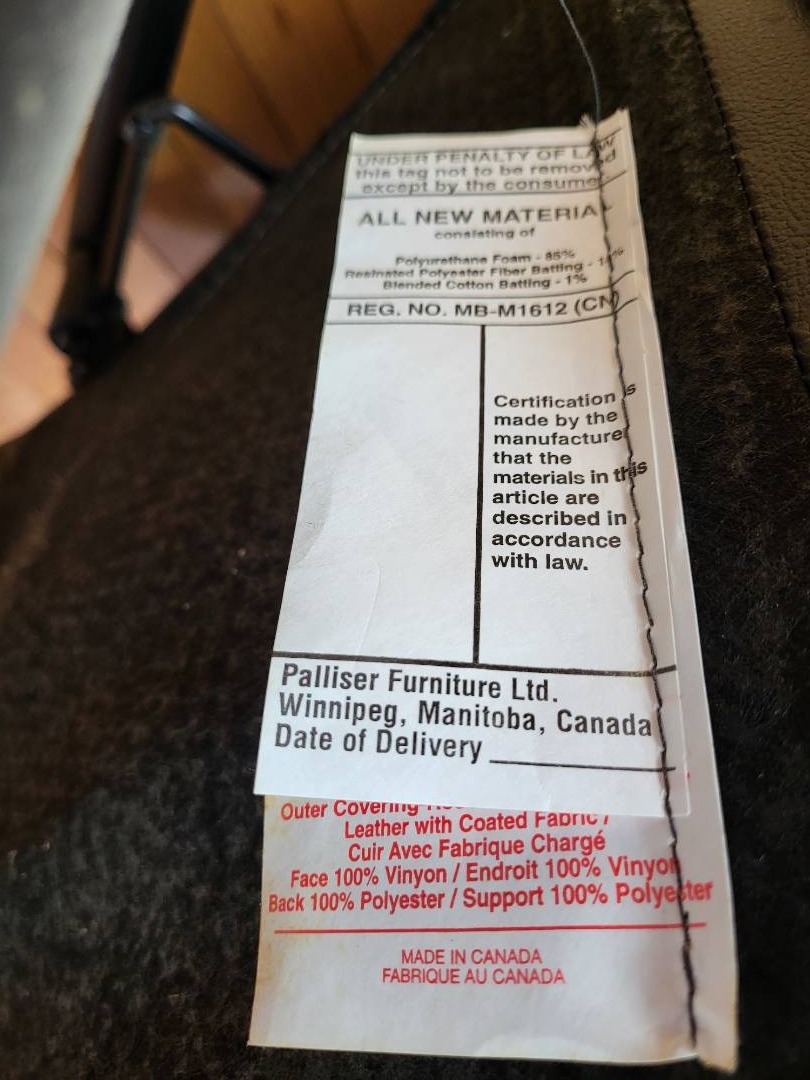 UNDER PENALTY OF LAW
this tag not to be removed
except by the consume
ALL NEW MATERIA
consisting of
Polyurethane Foam - 85%
Resinated Polyester Fiber Batting -
Blended Cotton Batting - 1%
REG. NO. MB-M1612 (CN)
Certification is
made by the
manufacture
that the
materials in this
article are
described in
accordance
with law.
Palliser Furniture Ltd.
Winnipeg, Manitoba, Canada
Date of Delivery
Outer Covering
Leather with Coated Fabric /
Cuir Avec Fabrique Chargé
Face 100% Vinyon / Endroit 100% Vinyon
Back 100% Polyester / Support 100% Polyester
MADE IN CANADA
FABRIQUE AU CANADA